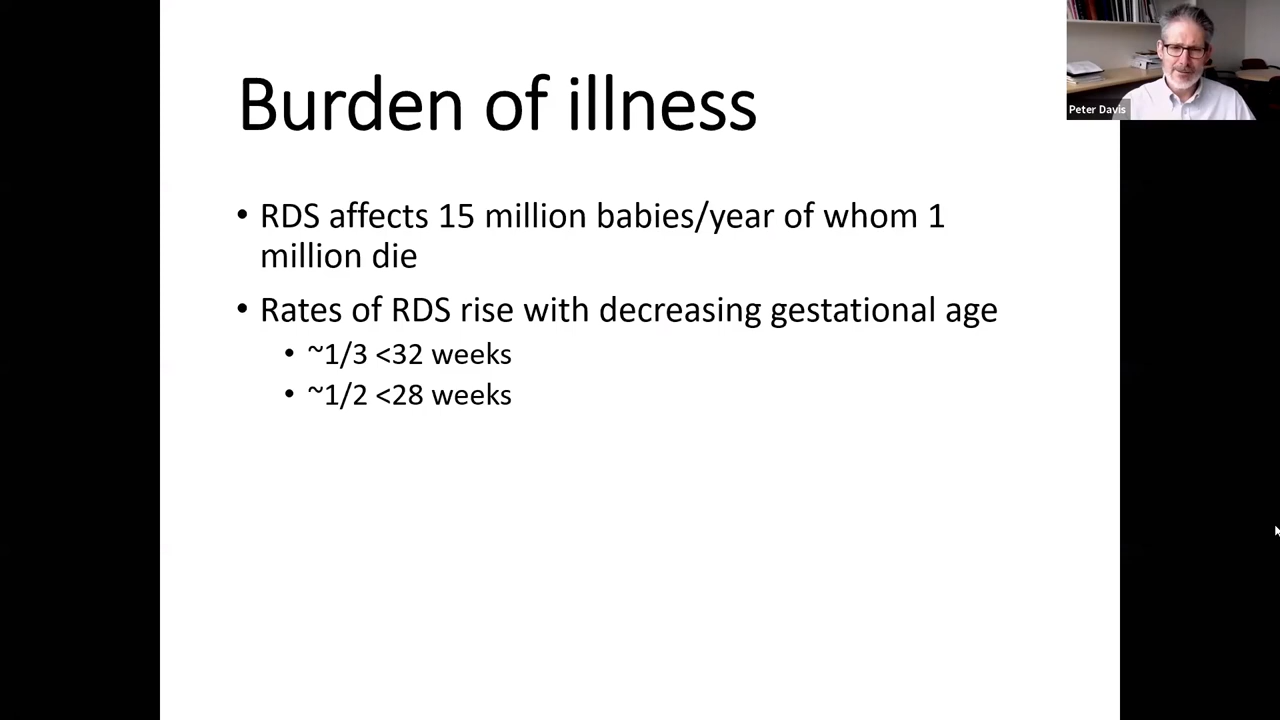 Burden of illness
• RDS affects 15 million babies/year of whom 1
million die
• Rates of RDS rise with decreasing gestational age
• ~1/3 <32 weeks
• ~1/2 <28 weeks
Peter Davis